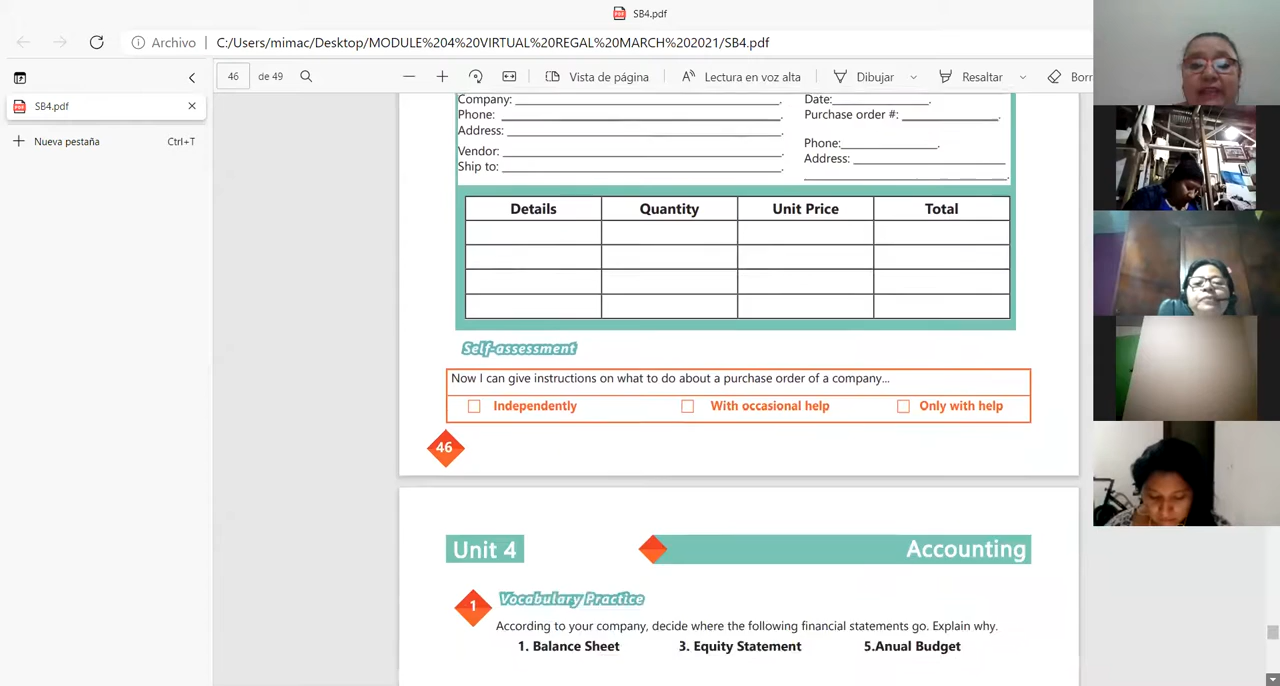 SB4.pdf
Archivo C:/Users/mimac/Desktop/MODULE%204%20VIRTUAL%20REGAL%20MARCH%202021/SB4.pdf
46 de 49 Vista de página Lectura en voz alta Dibujar Resaltar Borr
SB4.pdf
Nueva pestaña Ctrl+T
Company: Date:
Phone: Purchase order #:
Address:
Phone:
Vendor:
Address:
Ship to:
Details Quantity Unit Price Total
Self-assessment
Now I can give instructions on what to do about a purchase order of a company...
Independently With occasional help Only with help
46
Unit 4 Accounting
1 Vocabulary Practice
According to your company, decide where the following financial statements go. Explain why.
1. Balance Sheet 3. Equity Statement 5.Anual Budget